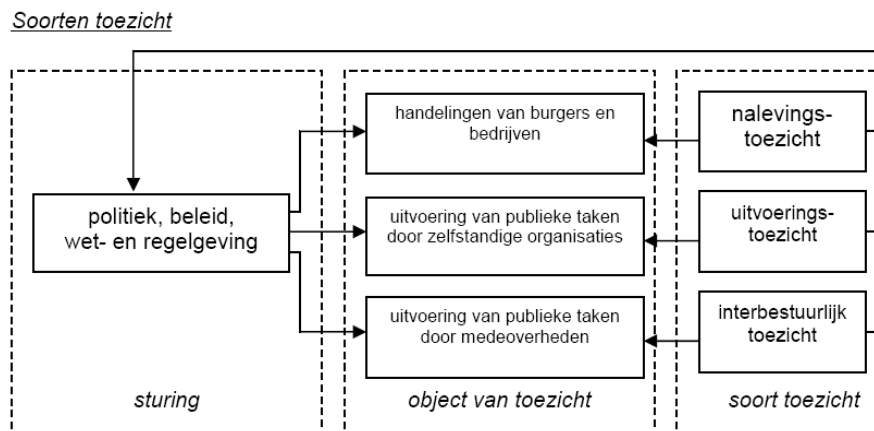 Soorten toezicht
handelingen van burgers en
bedrijven
nalevings-
toezicht
politiek, beleid,
wet- en regelgeving
uitvoering van publieke taken
door zelfstandige organisaties
uitvoerings-
toezicht
uitvoering van publieke taken
door medeoverheden
interbestuurlijk
toezicht
sturing
object van toezicht
soort toezicht